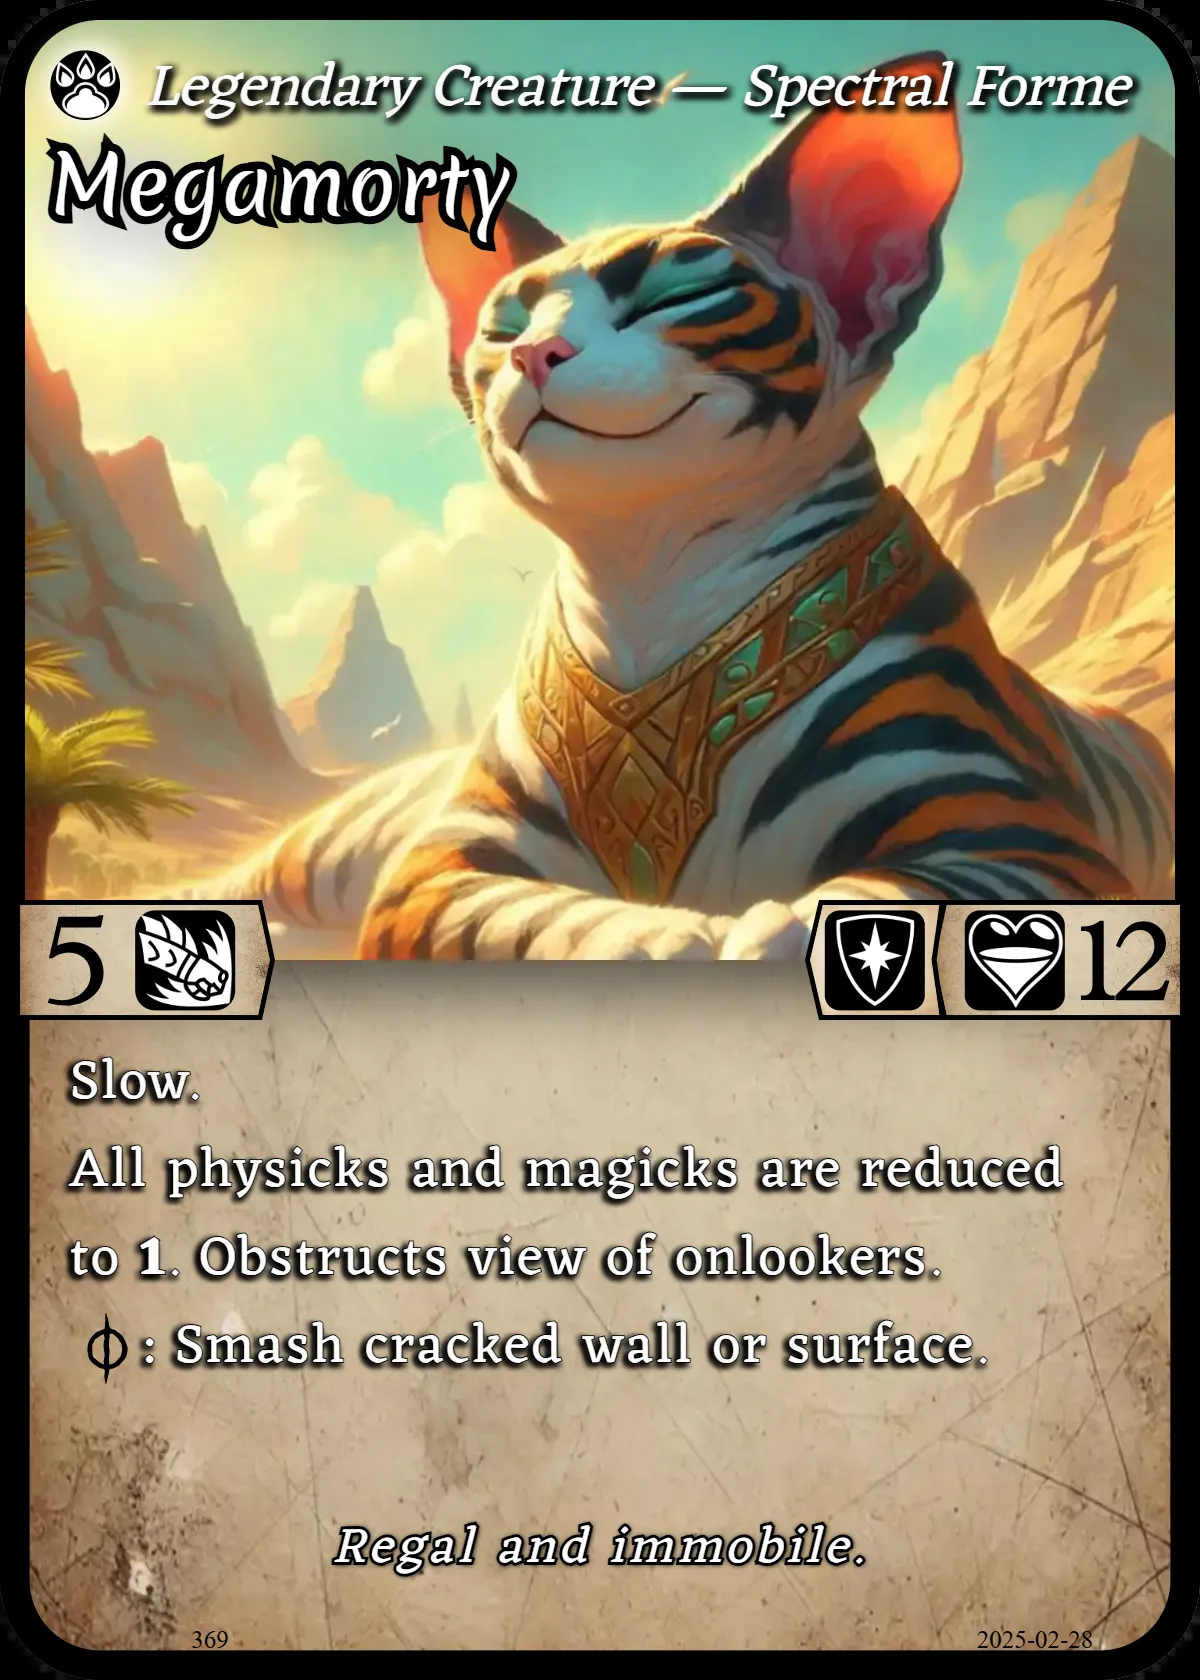 Legendary Creature — Spectral Forme
Megamorty
5
12
Slow.
All physicks and magicks are reduced
to 1. Obstructs view of onlookers.
: Smash cracked wall or surface.
Regal and immobile.
369
2025-02-28